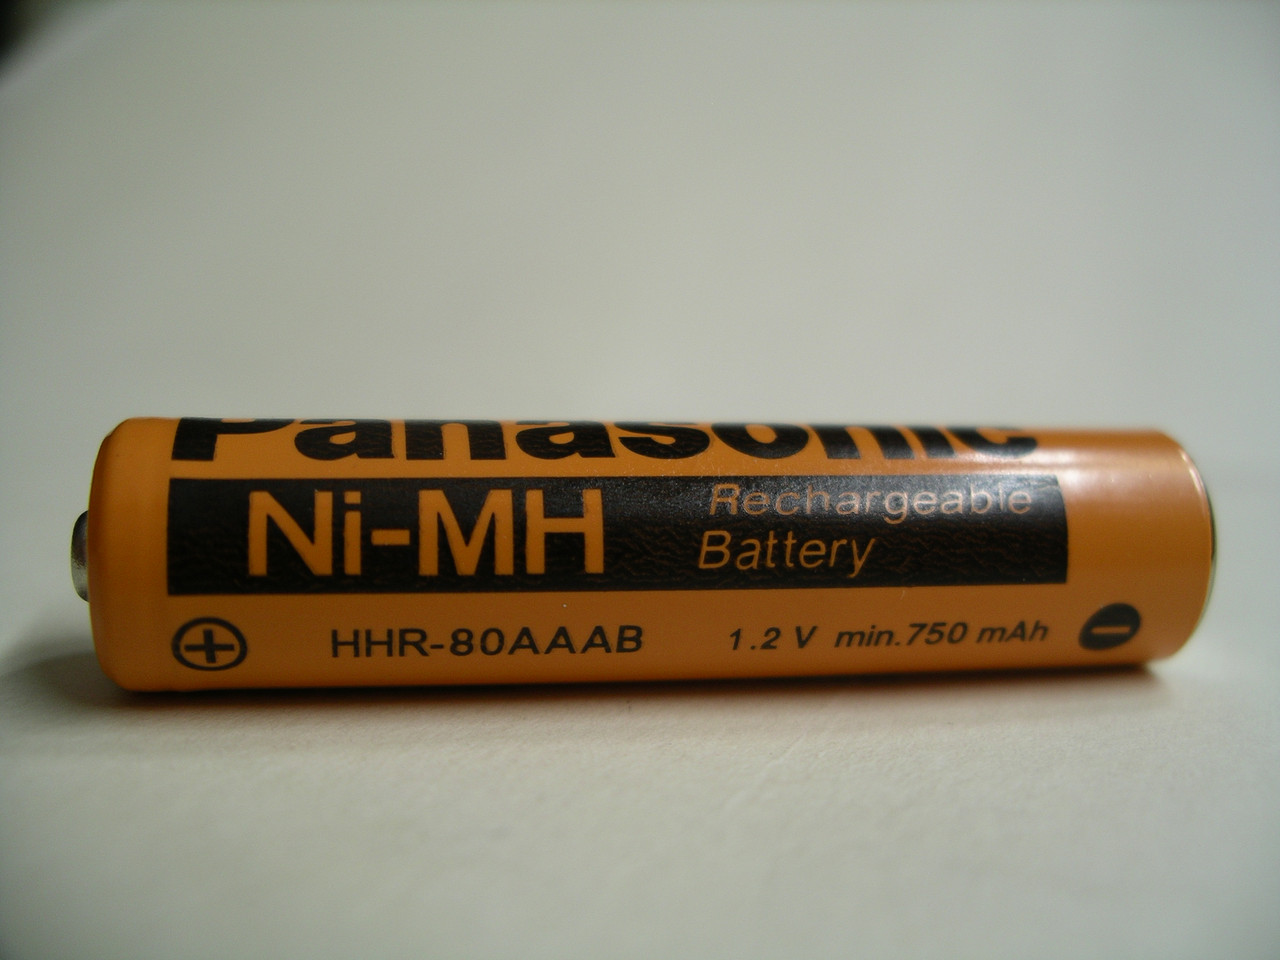 Panasonic
Ni-MH Rechargeable Battery
+ HHR-80AAAB 1.2 V min.750 mAh -